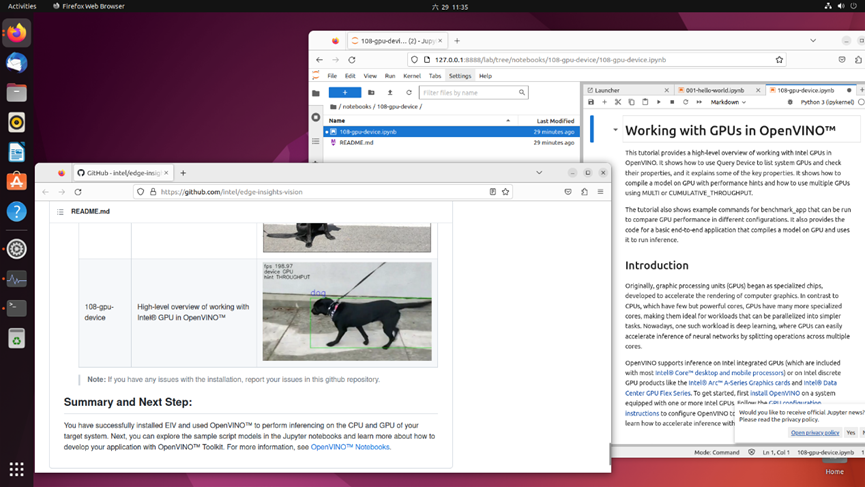 Activities
Firefox Web Browser
六 29 11:35
108-gpu-devi… (2) - Jup
127.0.0.1:8888/lab/tree/notebooks/108-gpu-device/108-gpu-device.ipynb
File Edit View Run Kernel Tabs Settings Help
Filter files by name
/ notebooks / 108-gpu-device /
Name Last Modified
108-gpu-device.ipynb 29 minutes ago
README.md 29 minutes ago
Launcher
001-hello-world.ipynb
108-gpu-device.ipynb
Markdown
Python 3 (ipykernel)
Working with GPUs in OpenVINO™
This tutorial provides a high-level overview of working with Intel GPUs in
OpenVINO. It shows how to use Query Device to list system GPUs and check
their properties, and it explains some of the key properties. It shows how to
compile a model on GPU with performance hints and how to use multiple GPUs
using MULTI or CUMULATIVE_THROUGHPUT.
The tutorial also shows example commands for benchmark_app that can be run
to compare GPU performance in different configurations. It also provides the
code for a basic end-to-end application that compiles a model on GPU and uses
it to run inference.
Introduction
Originally, graphic processing units (GPUs) began as specialized chips,
developed to accelerate the rendering of computer graphics. In contrast to
CPUs, which have few but powerful cores, GPUs have many more specialized
cores, making them ideal for workloads that can be parallelized into simpler
tasks. Nowadays, one such workload is deep learning, where GPUs can easily
accelerate inference of neural networks by splitting operations across multiple
cores.
OpenVINO supports inference on Intel integrated GPUs (which are included
with most Intel® Core™ desktop and mobile processors) or on Intel discrete
GPU products like the Intel® Arc™ A-Series Graphics cards and Intel® Data
Center GPU Flex Series. To get started, first install OpenVINO on a system
equipped with one or more Intel GPUs. Follow the GPU configuration
instructions to configure OpenVINO to
learn how to accelerate inference with
Would you like to receive official Jupyter news?
Please read the privacy policy.
Open privacy policy Yes
Mode: Command Ln 1, Col 1 108-gpu-device.ipynb
Home
GitHub - intel/edge-insights
https://github.com/intel/edge-insights-vision
README.md
fps 198.97
device GPU
hint THROUGHPUT
dog
108-gpu-
device
High-level overview of working with
Intel® GPU in OpenVINO™
Note: If you have any issues with the installation, report your issues in this github repository.
Summary and Next Step:
You have successfully installed EIV and used OpenVINO™ to perform inferencing on the CPU and GPU of your
target system. Next, you can explore the sample script models in the Jupyter notebooks and learn more about how to
develop your application with OpenVINO™ Toolkit. For more information, see OpenVINO™ Notebooks.